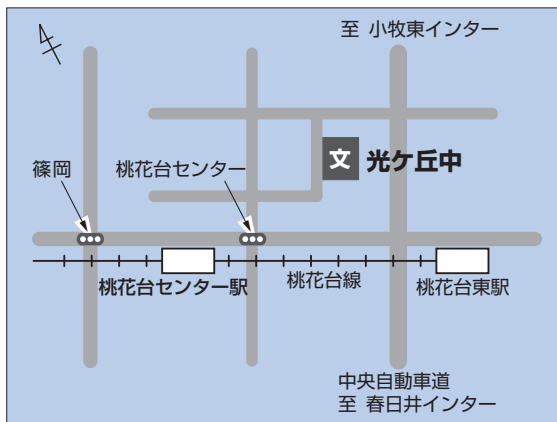 至 小牧東インター
文 光ケ丘中
篠岡
桃花台センター
桃花台センター駅
桃花台線
桃花台東駅
中央自動車道
至 春日井インター